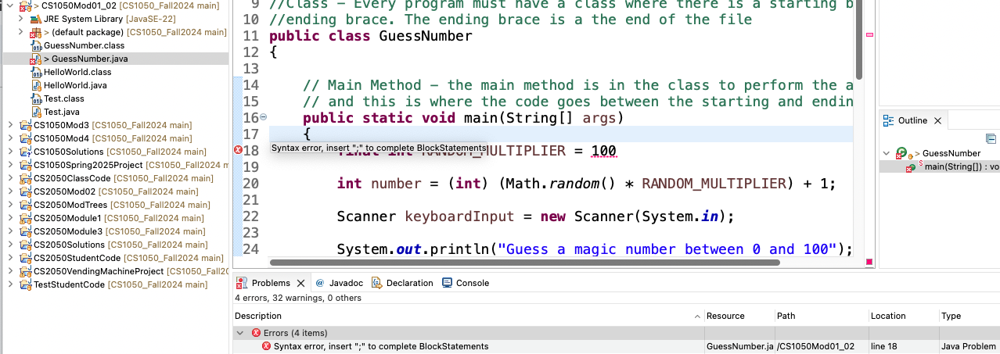 > CS1050Mod01_02 [CS1050_Fall2024 main]
JRE System Library [JavaSE-22]
> (default package) [CS1050_Fall2024 main]
GuessNumber.class
> GuessNumber.java
HelloWorld.class
HelloWorld.java
Test.class
Test.java
CS1050Mod3 [CS1050_Fall2024 main]
CS1050Mod4 [CS1050_Fall2024 main]
CS1050Solutions [CS1050_Fall2024 main]
CS1050Spring2025Project [CS1050_Fall2024 m
CS2050ClassCode [CS1050_Fall2024 main]
CS2050Mod02 [CS1050_Fall2024 main]
CS2050ModTrees [CS1050_Fall2024 main]
CS2050Module1 [CS1050_Fall2024 main]
CS2050Module3 [CS1050_Fall2024 main]
CS2050Solutions [CS1050_Fall2024 main]
CS2050StudentCode [CS1050_Fall2024 main]
CS2050VendingMachineProject [CS1050_Fall20
TestStudentCode [CS1050_Fall2024 main]
9 //Class - Every program must have a class where there is a starting b
10 //ending brace. The ending brace is a the end of the file
11 public class GuessNumber
12 {
13
14 // Main Method - the main method is in the class to perform the a
15 // and this is where the code goes between the starting and endin
16 public static void main(String[] args)
17 {
Syntax error, insert ";" to complete BlockStatements
18 final int RANDOM_MULTIPLIER = 100
19
20 int number = (int) (Math.random() * RANDOM_MULTIPLIER) + 1;
21
22 Scanner keyboardInput = new Scanner(System.in);
23
24 System.out.println("Guess a magic number between 0 and 100");
Outline
> GuessNumber
main(String[]) : vo
Problems Javadoc Declaration Console
4 errors, 32 warnings, 0 others
Description Resource Path Location Type
Errors (4 items)
Syntax error, insert ";" to complete BlockStatements GuessNumber.ja /CS1050Mod01_02 line 18 Java Problem